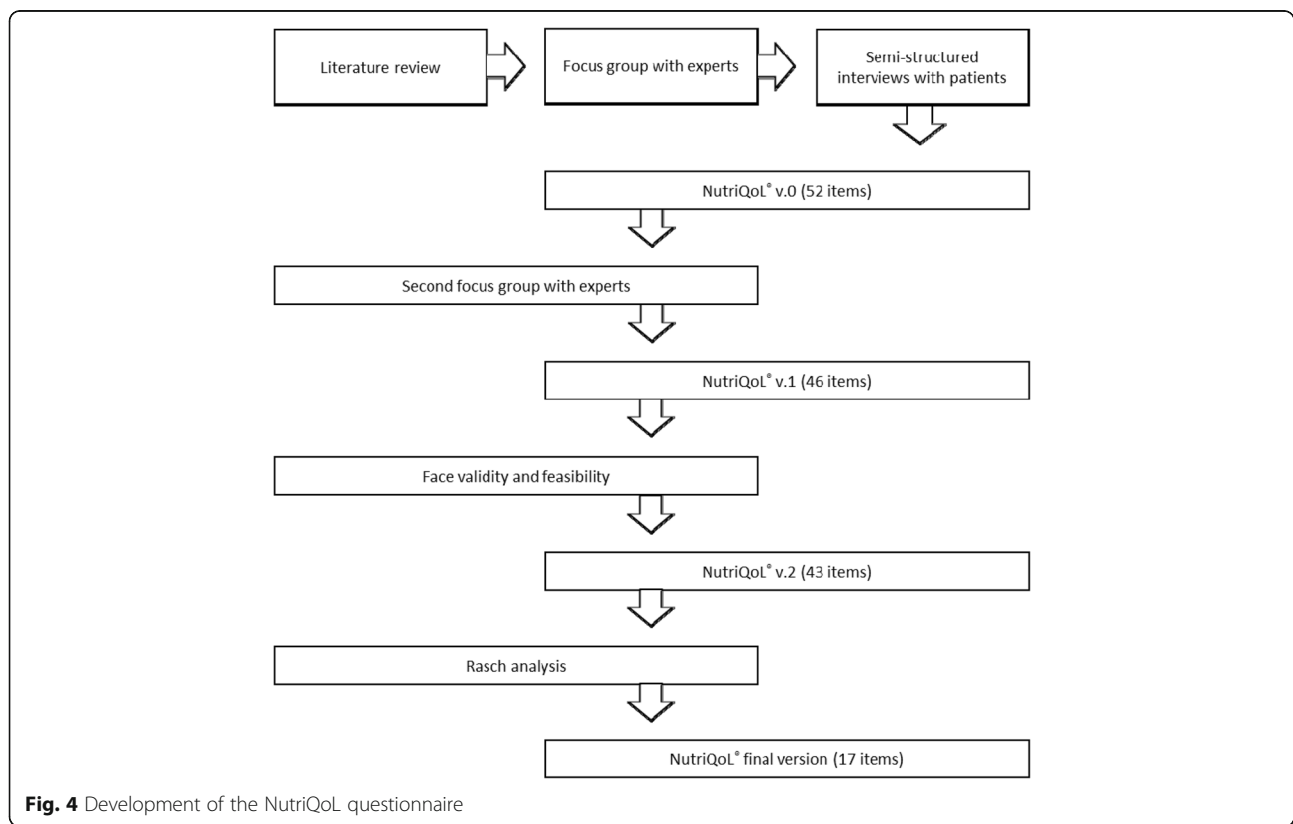 Literature review
Focus group with experts
Semi-structured
interviews with patients
NutriQoL® v.0 (52 items)
Second focus group with experts
NutriQoL® v.1 (46 items)
Face validity and feasibility
NutriQoL® v.2 (43 items)
Rasch analysis
NutriQoL® final version (17 items)
Fig. 4 Development of the NutriQoL questionnaire